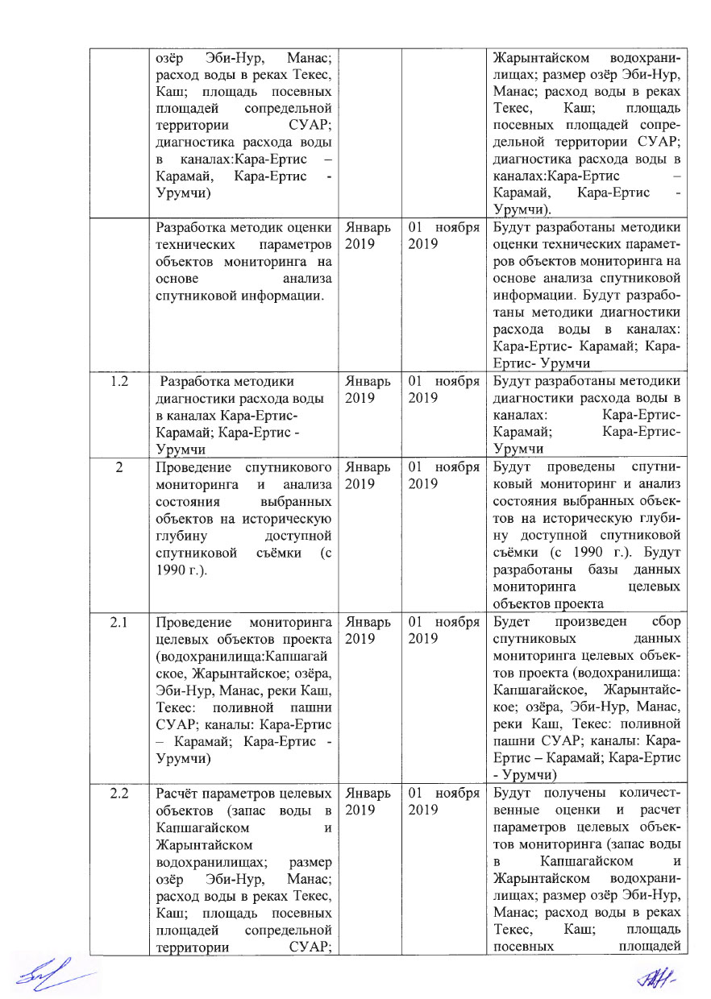 озёр Эби-Нур, Манас;
расход воды в реках Текес,
Каш; площадь посевных
площадей сопредельной
территории СУАР;
диагностика расхода воды
в каналах:Кара-Ертис –
Карамай, Кара-Ертис -
Урумчи)
Жарынтайском водохрани-
лищах; размер озёр Эби-Нур,
Манас; расход воды в реках
Текес, Каш; площадь
посевных площадей сопре-
дельной территории СУАР;
диагностика расхода воды в
каналах:Кара-Ертис –
Карамай, Кара-Ертис -
Урумчи).
Разработка методик оценки
технических параметров
объектов мониторинга на
основе анализа
спутниковой информации.
Январь
2019
01 ноября
2019
Будут разработаны методики
оценки технических парамет-
ров объектов мониторинга на
основе анализа спутниковой
информации. Будут разрабо-
таны методики диагностики
расхода воды в каналах:
Кара-Ертис- Карамай; Кара-
Ертис- Урумчи
1.2
Разработка методики
диагностики расхода воды
в каналах Кара-Ертис-
Карамай; Кара-Ертис -
Урумчи
Январь
2019
01 ноября
2019
Будут разработаны методики
диагностики расхода воды в
каналах: Кара-Ертис-
Карамай; Кара-Ертис-
Урумчи
2
Проведение спутникового
мониторинга и анализа
состояния выбранных
объектов на историческую
глубину доступной
спутниковой съёмки (с
1990 г.).
Январь
2019
01 ноября
2019
Будут проведены спутни-
ковый мониторинг и анализ
состояния выбранных объек-
тов на историческую глуби-
ну доступной спутниковой
съёмки (с 1990 г.). Будут
разработаны базы данных
мониторинга целевых
объектов проекта
2.1
Проведение мониторинга
целевых объектов проекта
(водохранилища:Капшагай
ское, Жарынтайское; озёра,
Эби-Нур, Манас, реки Каш,
Текес: поливной пашни
СУАР; каналы: Кара-Ертис
– Карамай; Кара-Ертис -
Урумчи)
Январь
2019
01 ноября
2019
Будет произведен сбор
спутниковых данных
мониторинга целевых объек-
тов проекта (водохранилища:
Капшагайское, Жарынтайс-
кое; озёра, Эби-Нур, Манас,
реки Каш, Текес: поливной
пашни СУАР; каналы: Кара-
Ертис – Карамай; Кара-Ертис
- Урумчи)
2.2
Расчёт параметров целевых
объектов (запас воды в
Капшагайском и
Жарынтайском
водохранилищах; размер
озёр Эби-Нур, Манас;
расход воды в реках Текес,
Каш; площадь посевных
площадей сопредельной
территории СУАР;
Январь
2019
01 ноября
2019
Будут получены количест-
венные оценки и расчет
параметров целевых объек-
тов мониторинга (запас воды
в Капшагайском и
Жарынтайском водохрани-
лищах; размер озёр Эби-Нур,
Манас; расход воды в реках
Текес, Каш; площадь
посевных площадей